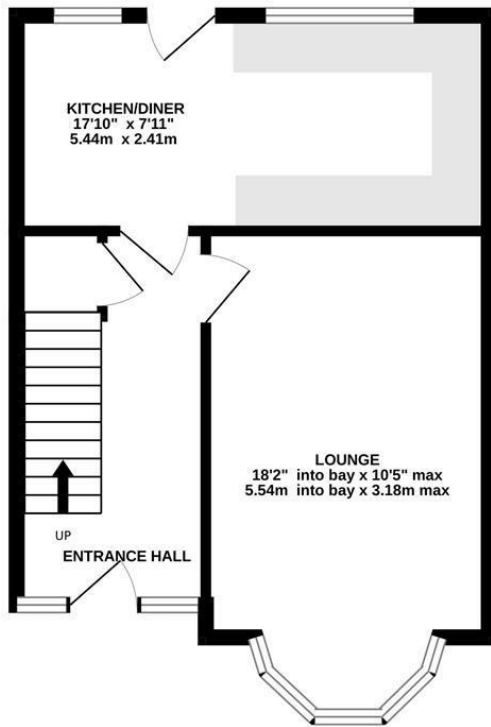 KITCHEN/DINER
17'10" x 7'11"
5.44m x 2.41m
LOUNGE
18'2" into bay x 10'5" max
5.54m into bay x 3.18m max
UP
ENTRANCE HALL